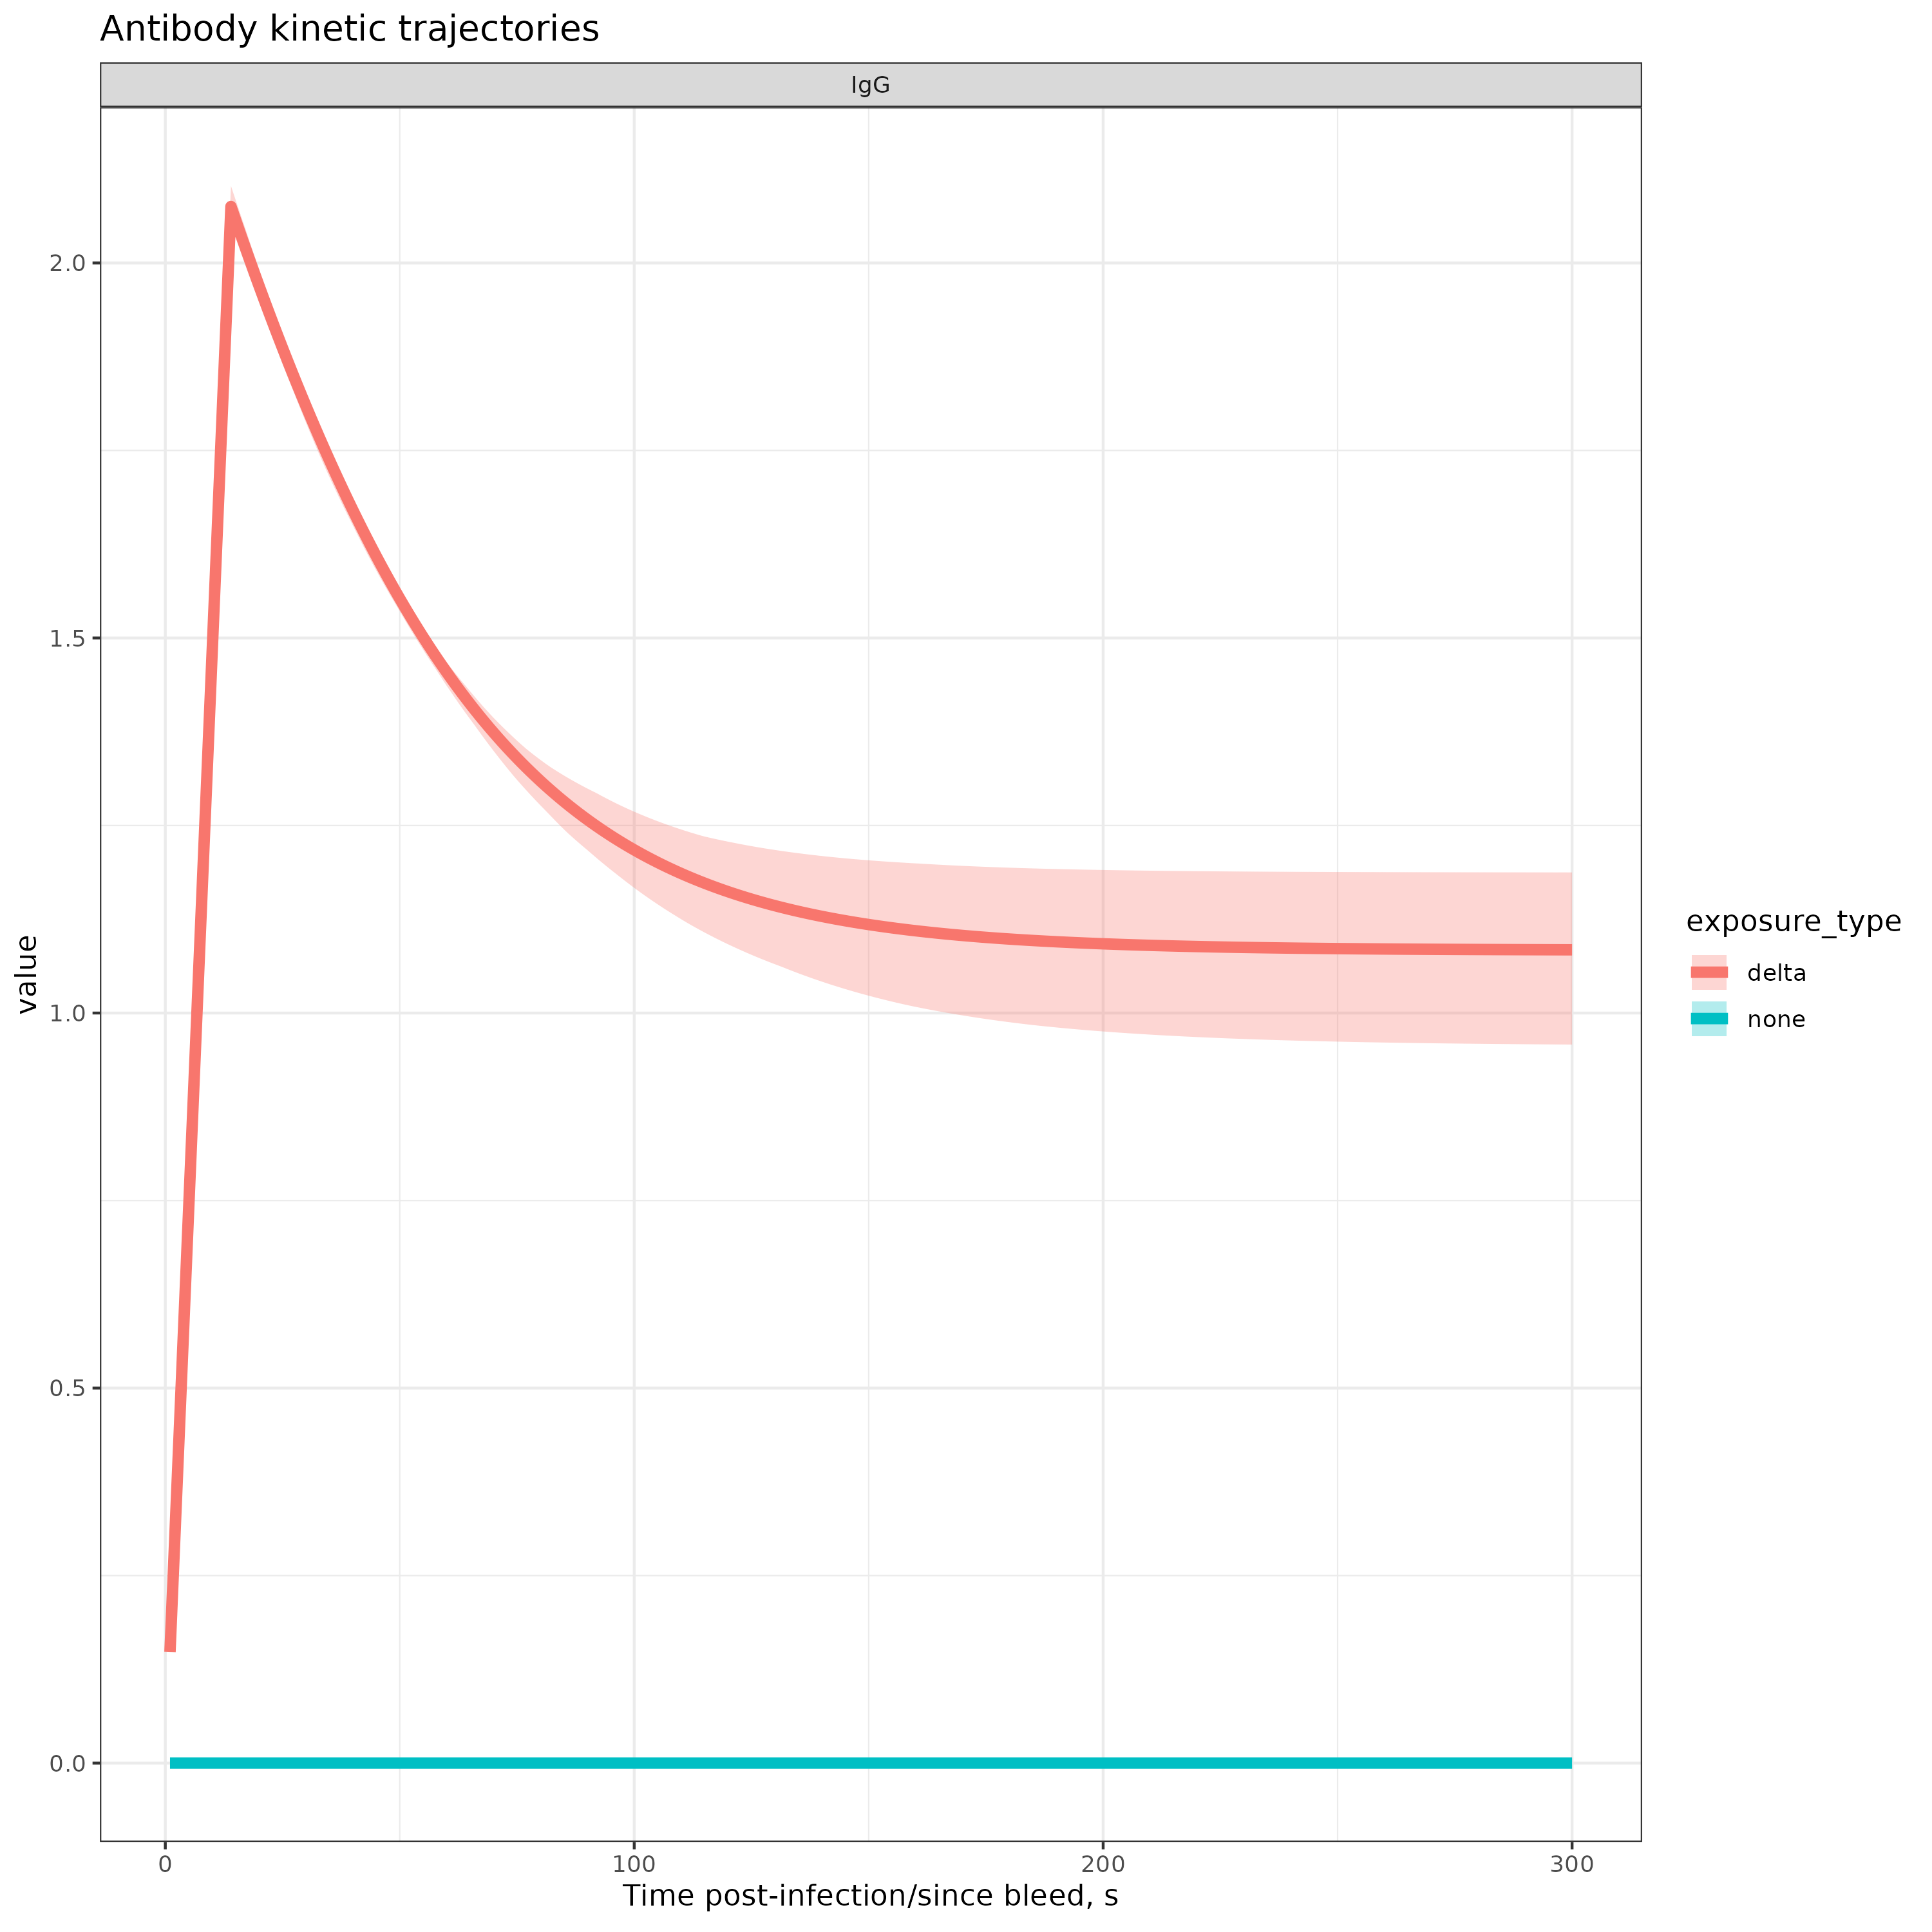 Antibody kinetic trajectories
IgG
value
2.0
1.5
1.0
0.5
0.0
0
100
200
300
Time post-infection/since bleed, s
exposure_type
delta
none